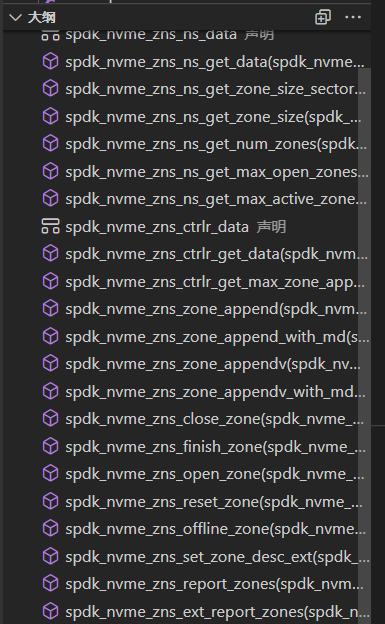 大纲
spdk_nvme_zns_ns_data 声明
spdk_nvme_zns_ns_get_data(spdk_nvme...
spdk_nvme_zns_ns_get_zone_size_sector...
spdk_nvme_zns_ns_get_zone_size(spdk_...
spdk_nvme_zns_ns_get_num_zones(spdk...
spdk_nvme_zns_ns_get_max_open_zones...
spdk_nvme_zns_ns_get_max_active_zone...
spdk_nvme_zns_ctrlr_data 声明
spdk_nvme_zns_ctrlr_get_data(spdk_nvm...
spdk_nvme_zns_ctrlr_get_max_zone_app...
spdk_nvme_zns_zone_append(spdk_nvm...
spdk_nvme_zns_zone_append_with_md(s...
spdk_nvme_zns_zone_appendv(spdk_nv...
spdk_nvme_zns_zone_appendv_with_md...
spdk_nvme_zns_close_zone(spdk_nvme_...
spdk_nvme_zns_finish_zone(spdk_nvme_...
spdk_nvme_zns_open_zone(spdk_nvme_...
spdk_nvme_zns_reset_zone(spdk_nvme_...
spdk_nvme_zns_offline_zone(spdk_nvme...
spdk_nvme_zns_set_zone_desc_ext(spdk_...
spdk_nvme_zns_report_zones(spdk_nvm...
spdk_nvme_zns_ext_report_zones(spdk_n...